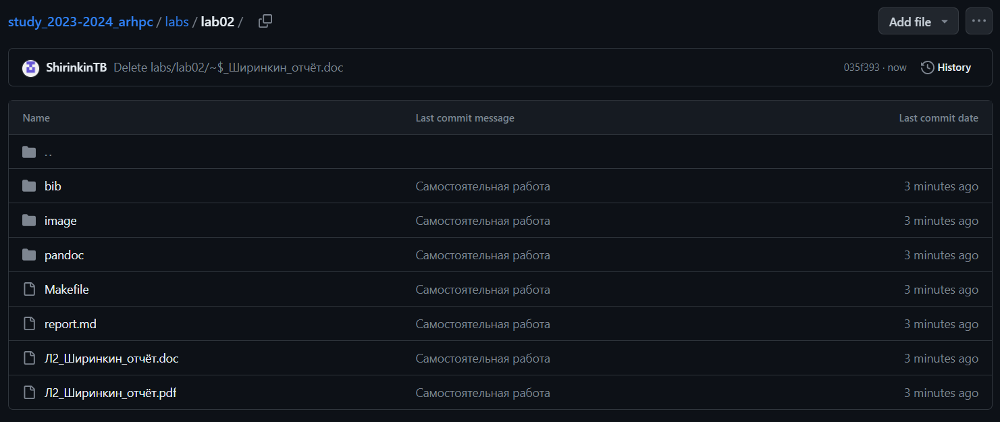 study_2023-2024_arhpc / labs / lab02 / Add file ...
ShirinkinTB Delete labs/lab02/~$_Ширинкин_отчёт.doc 035f393 · now History
Name Last commit message Last commit date
..
bib Самостоятельная работа 3 minutes ago
image Самостоятельная работа 3 minutes ago
pandoc Самостоятельная работа 3 minutes ago
Makefile Самостоятельная работа 3 minutes ago
report.md Самостоятельная работа 3 minutes ago
Л2_Ширинкин_отчёт.doc Самостоятельная работа 3 minutes ago
Л2_Ширинкин_отчёт.pdf Самостоятельная работа 3 minutes ago